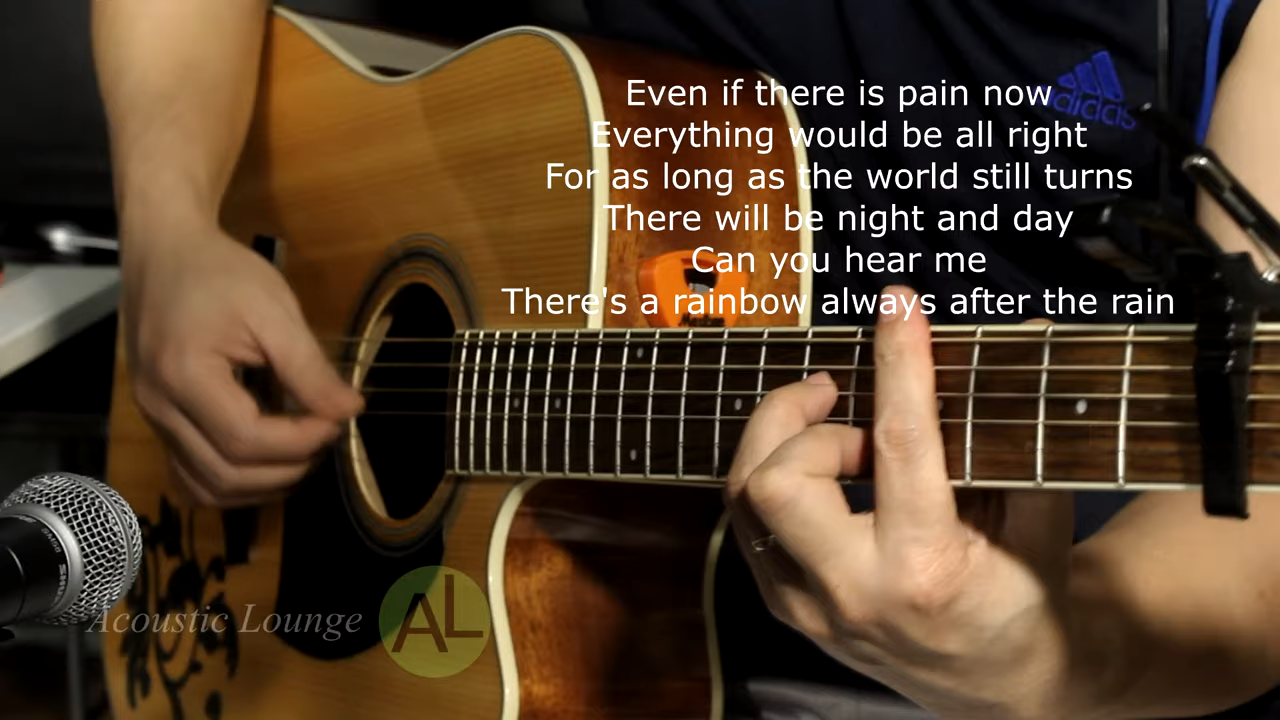 Even if there is pain now
Everything would be all right
For as long as the world still turns
There will be night and day
Can you hear me
There's a rainbow always after the rain
adidas
SHURE
Acoustic Lounge
AL